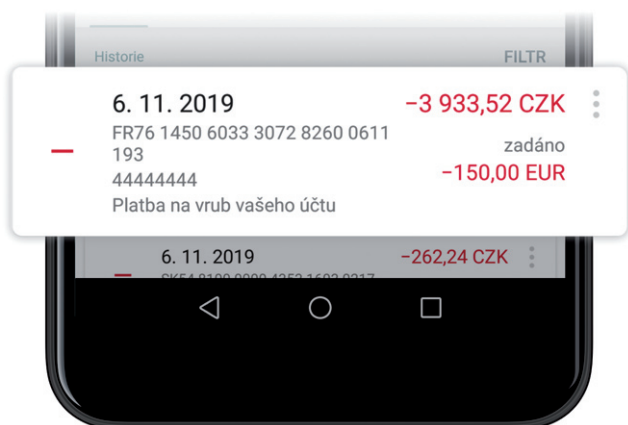 Historie
FILTR
6. 11. 2019
−3 933,52 CZK
FR76 1450 6033 3072 8260 0611
193
zadáno
44444444
−150,00 EUR
Platba na vrub vašeho účtu
6. 11. 2019
−262,24 CZK